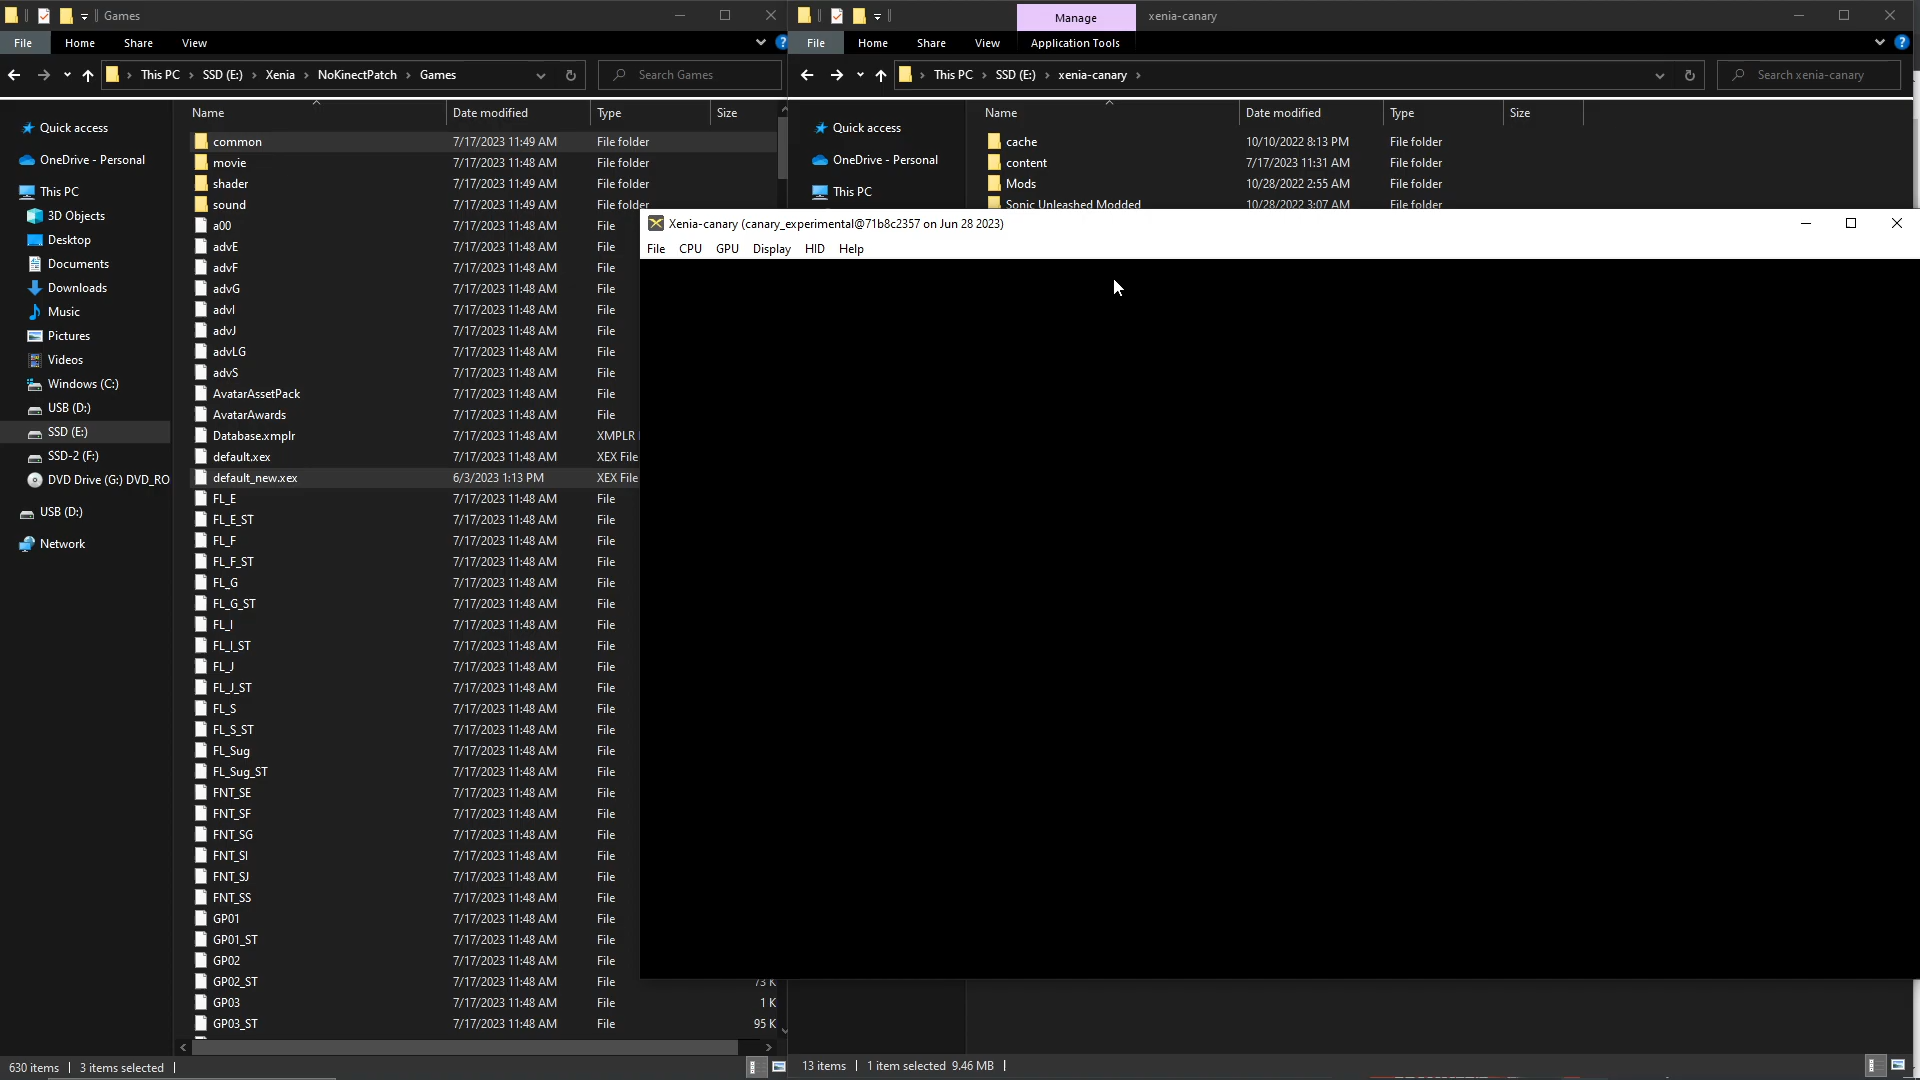 Games
File Home Share View
This PC > SSD (E:) > Xenia > NoKinectPatch > Games
Search Games
Name Date modified Type Size
Quick access
OneDrive - Personal
This PC
3D Objects
Desktop
Documents
Downloads
Music
Pictures
Videos
Windows (C:)
USB (D:)
SSD (E:)
SSD-2 (F:)
DVD Drive (G:) DVD_RO
USB (D:)
Network
common 7/17/2023 11:49 AM File folder
movie 7/17/2023 11:48 AM File folder
shader 7/17/2023 11:49 AM File folder
sound 7/17/2023 11:49 AM File folder
a00 7/17/2023 11:48 AM File
advE 7/17/2023 11:48 AM File
advF 7/17/2023 11:48 AM File
advG 7/17/2023 11:48 AM File
advI 7/17/2023 11:48 AM File
advJ 7/17/2023 11:48 AM File
advLG 7/17/2023 11:48 AM File
advS 7/17/2023 11:48 AM File
AvatarAssetPack 7/17/2023 11:48 AM File
AvatarAwards 7/17/2023 11:48 AM File
Database.xmplr 7/17/2023 11:48 AM XMPLR
default.xex 7/17/2023 11:48 AM XEX File
default_new.xex 6/3/2023 1:13 PM XEX File
FL_E 7/17/2023 11:48 AM File
FL_E_ST 7/17/2023 11:48 AM File
FL_F 7/17/2023 11:48 AM File
FL_F_ST 7/17/2023 11:48 AM File
FL_G 7/17/2023 11:48 AM File
FL_G_ST 7/17/2023 11:48 AM File
FL_I 7/17/2023 11:48 AM File
FL_I_ST 7/17/2023 11:48 AM File
FL_J 7/17/2023 11:48 AM File
FL_J_ST 7/17/2023 11:48 AM File
FL_S 7/17/2023 11:48 AM File
FL_S_ST 7/17/2023 11:48 AM File
FL_Sug 7/17/2023 11:48 AM File
FL_Sug_ST 7/17/2023 11:48 AM File
FNT_SE 7/17/2023 11:48 AM File
FNT_SF 7/17/2023 11:48 AM File
FNT_SG 7/17/2023 11:48 AM File
FNT_SI 7/17/2023 11:48 AM File
FNT_SJ 7/17/2023 11:48 AM File
FNT_SS 7/17/2023 11:48 AM File
GP01 7/17/2023 11:48 AM File
GP01_ST 7/17/2023 11:48 AM File
GP02 7/17/2023 11:48 AM File
GP02_ST 7/17/2023 11:48 AM File 73 K
GP03 7/17/2023 11:48 AM File 1 K
GP03_ST 7/17/2023 11:48 AM File 95 K
630 items | 3 items selected |
Manage xenia-canary
File Home Share View Application Tools
This PC > SSD (E:) > xenia-canary >
Search xenia-canary
Name Date modified Type Size
Quick access
OneDrive - Personal
This PC
cache 10/10/2022 8:13 PM File folder
content 7/17/2023 11:31 AM File folder
Mods 10/28/2022 2:55 AM File folder
Sonic Unleashed Modded 10/28/2022 3:07 AM File folder
Xenia-canary (canary_experimental@71b8c2357 on Jun 28 2023)
File CPU GPU Display HID Help
13 items | 1 item selected 9.46 MB |